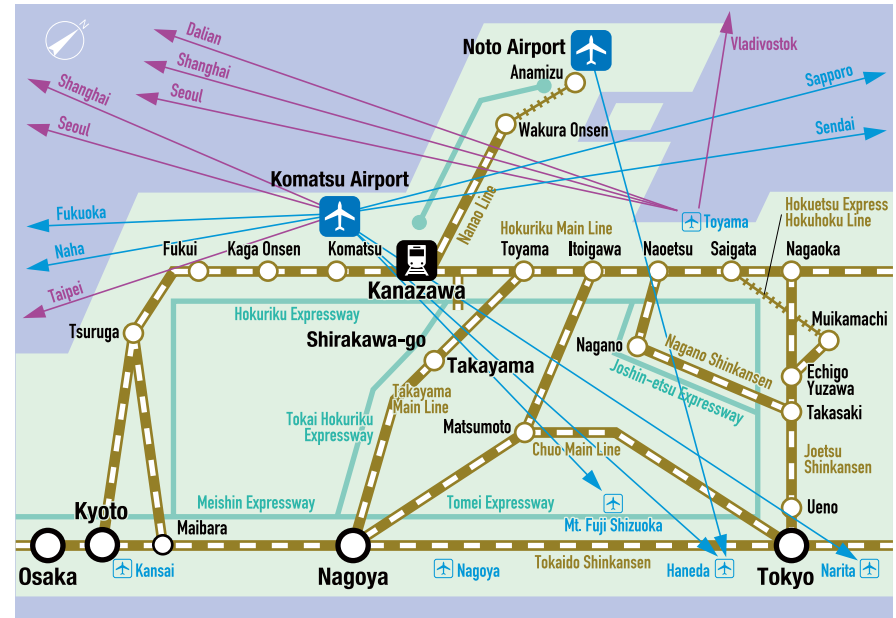 Dalian
Shanghai
Seoul
Shanghai
Seoul
Noto Airport
Anamizu
Vladivostok
Sapporo
Sendai
Wakura Onsen
Komatsu Airport
Nanao Line
Fukuoka
Naha
Taipei
Toyama
Hokuetsu Express
Hokuhoku Line
Hokuriku Main Line
Fukui
Kaga Onsen
Komatsu
Kanazawa
Toyama
Itoigawa
Naoetsu
Saigata
Nagaoka
Hokuriku Expressway
Tsuruga
Shirakawa-go
Takayama
Nagano
Nagano Shinkansen
Muikamachi
Joshin-etsu Expressway
Echigo
Yuzawa
Takayama
Main Line
Takasaki
Tokai Hokuriku
Expressway
Matsumoto
Chuo Main Line
Joetsu
Shinkansen
Meishin Expressway
Tomei Expressway
Ueno
Kyoto
Maibara
Mt. Fuji Shizuoka
Tokaido Shinkansen
Osaka
Kansai
Nagoya
Nagoya
Haneda
Tokyo
Narita